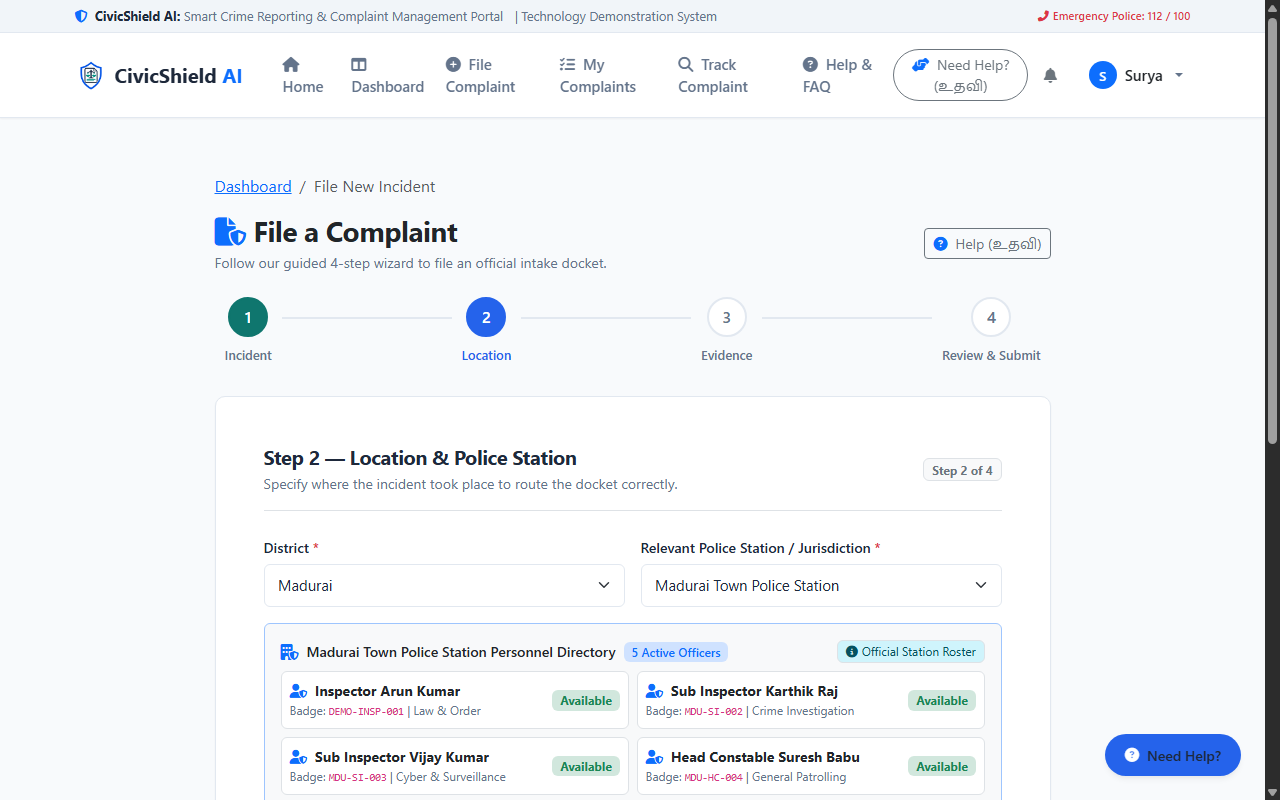 CivicShield AI: Smart Crime Reporting & Complaint Management Portal | Technology Demonstration System
Emergency Police: 112 / 100
CivicShield AI
Home
Dashboard
File Complaint
My Complaints
Track Complaint
Help & FAQ
Need Help? (உதவி)
S
Surya
Dashboard / File New Incident
File a Complaint
Follow our guided 4-step wizard to file an official intake docket.
Help (உதவி)
1
2
3
4
Incident
Location
Evidence
Review & Submit
Step 2 — Location & Police Station
Specify where the incident took place to route the docket correctly.
Step 2 of 4
District *
Relevant Police Station / Jurisdiction *
Madurai
Madurai Town Police Station
Madurai Town Police Station Personnel Directory
5 Active Officers
Official Station Roster
Inspector Arun Kumar
Badge: DEMO-INSP-001 | Law & Order
Available
Sub Inspector Karthik Raj
Badge: MDU-SI-002 | Crime Investigation
Available
Sub Inspector Vijay Kumar
Badge: MDU-SI-003 | Cyber & Surveillance
Available
Head Constable Suresh Babu
Badge: MDU-HC-004 | General Patrolling
Available
Need Help?